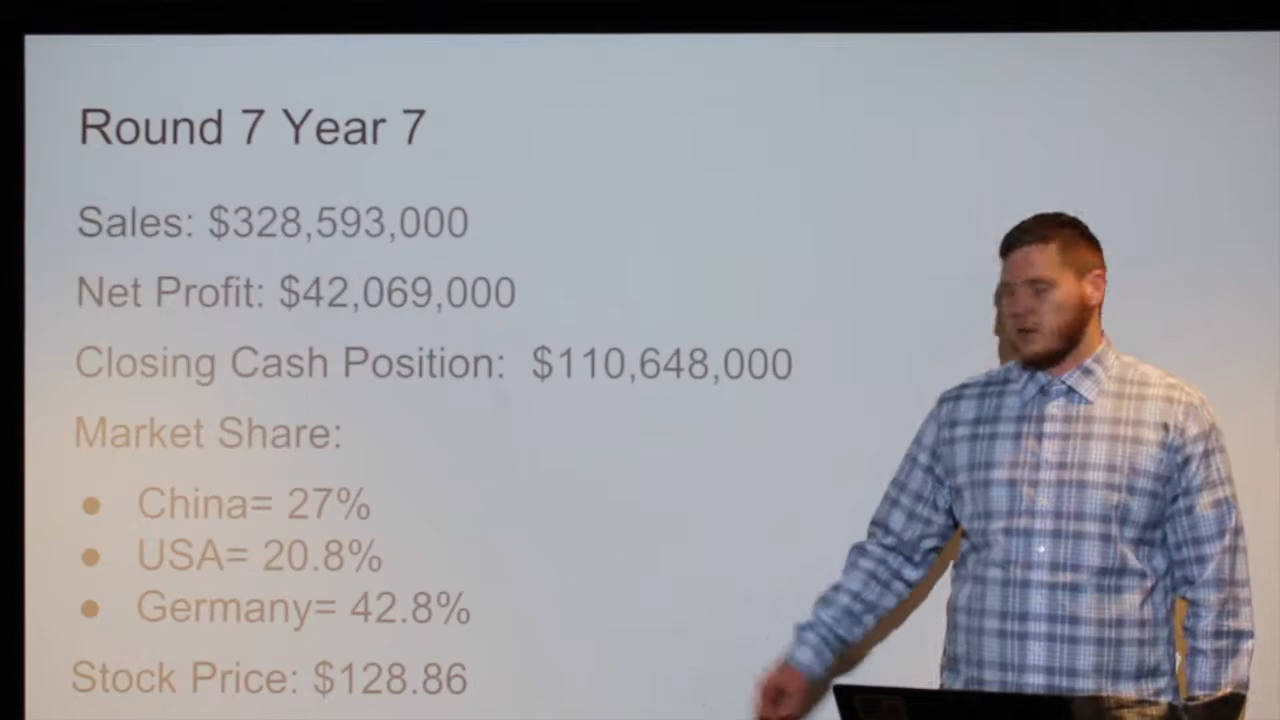 Round 7 Year 7
Sales: $328,593,000
Net Profit: $42,069,000
Closing Cash Position: $110,648,000
Market Share:
● China= 27%
● USA= 20.8%
● Germany= 42.8%
Stock Price: $128.86